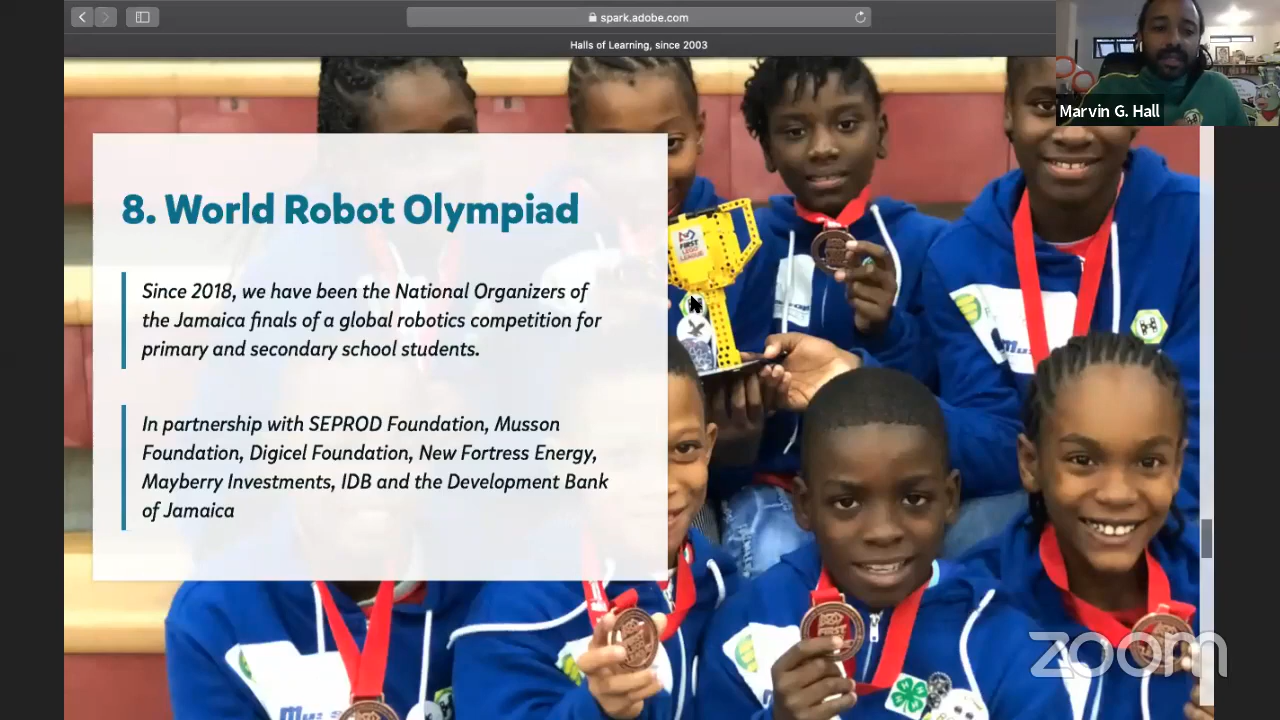 spark.adobe.com
Halls of Learning, since 2003
Marvin G. Hall
8. World Robot Olympiad
Since 2018, we have been the National Organizers of
the Jamaica finals of a global robotics competition for
primary and secondary school students.
In partnership with SEPROD Foundation, Musson
Foundation, Digicel Foundation, New Fortress Energy,
Mayberry Investments, IDB and the Development Bank
of Jamaica
FIRST
LEGO
LEAGUE
zoom